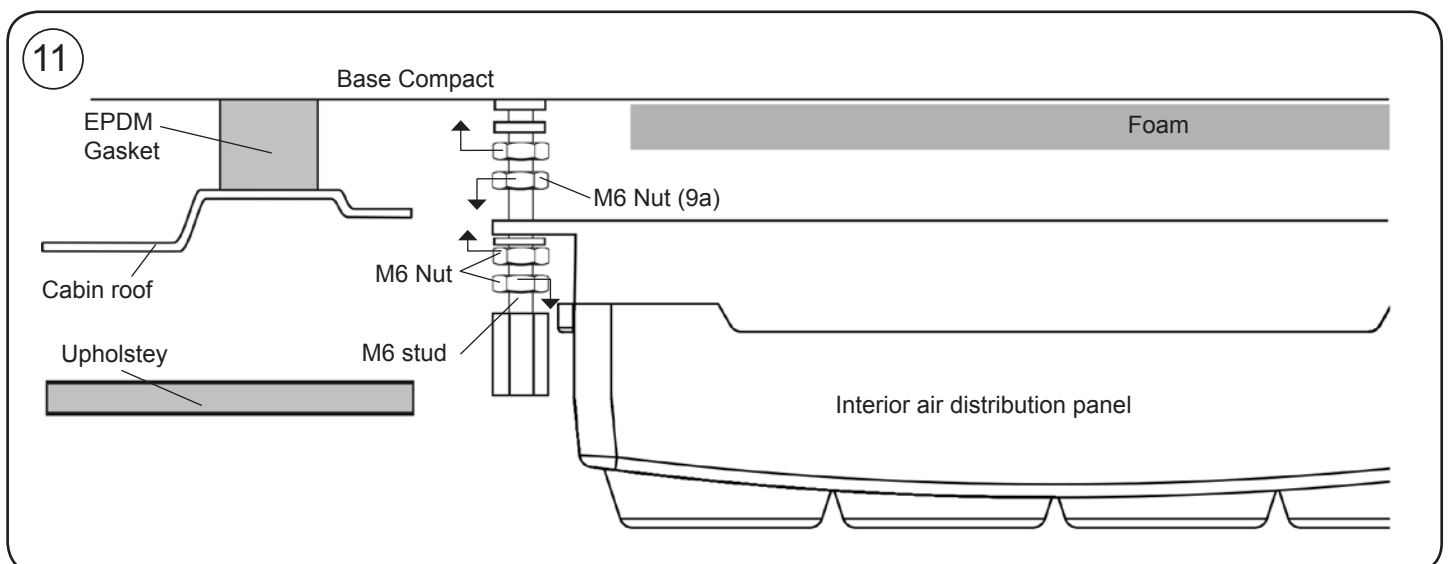 11
Base Compact
EPDM
Gasket
Foam
M6 Nut (9a)
M6 Nut
Cabin roof
Upholstey
M6 stud
Interior air distribution panel